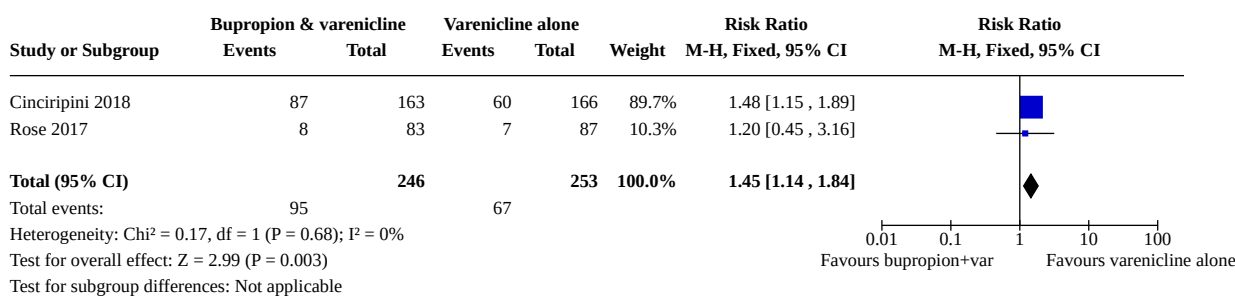 Bupropion & varenicline Varenicline alone Risk Ratio Risk Ratio
Study or Subgroup Events Total Events Total Weight M-H, Fixed, 95% CI M-H, Fixed, 95% CI
Cinciripini 2018 87 163 60 166 89.7% 1.48 [1.15 , 1.89]
Rose 2017 8 83 7 87 10.3% 1.20 [0.45 , 3.16]
Total (95% CI) 246 253 100.0% 1.45 [1.14 , 1.84]
Total events: 95 67
Heterogeneity: Chi² = 0.17, df = 1 (P = 0.68); I² = 0%
0.01 0.1 1 10 100
Test for overall effect: Z = 2.99 (P = 0.003) Favours bupropion+var Favours varenicline alone
Test for subgroup differences: Not applicable